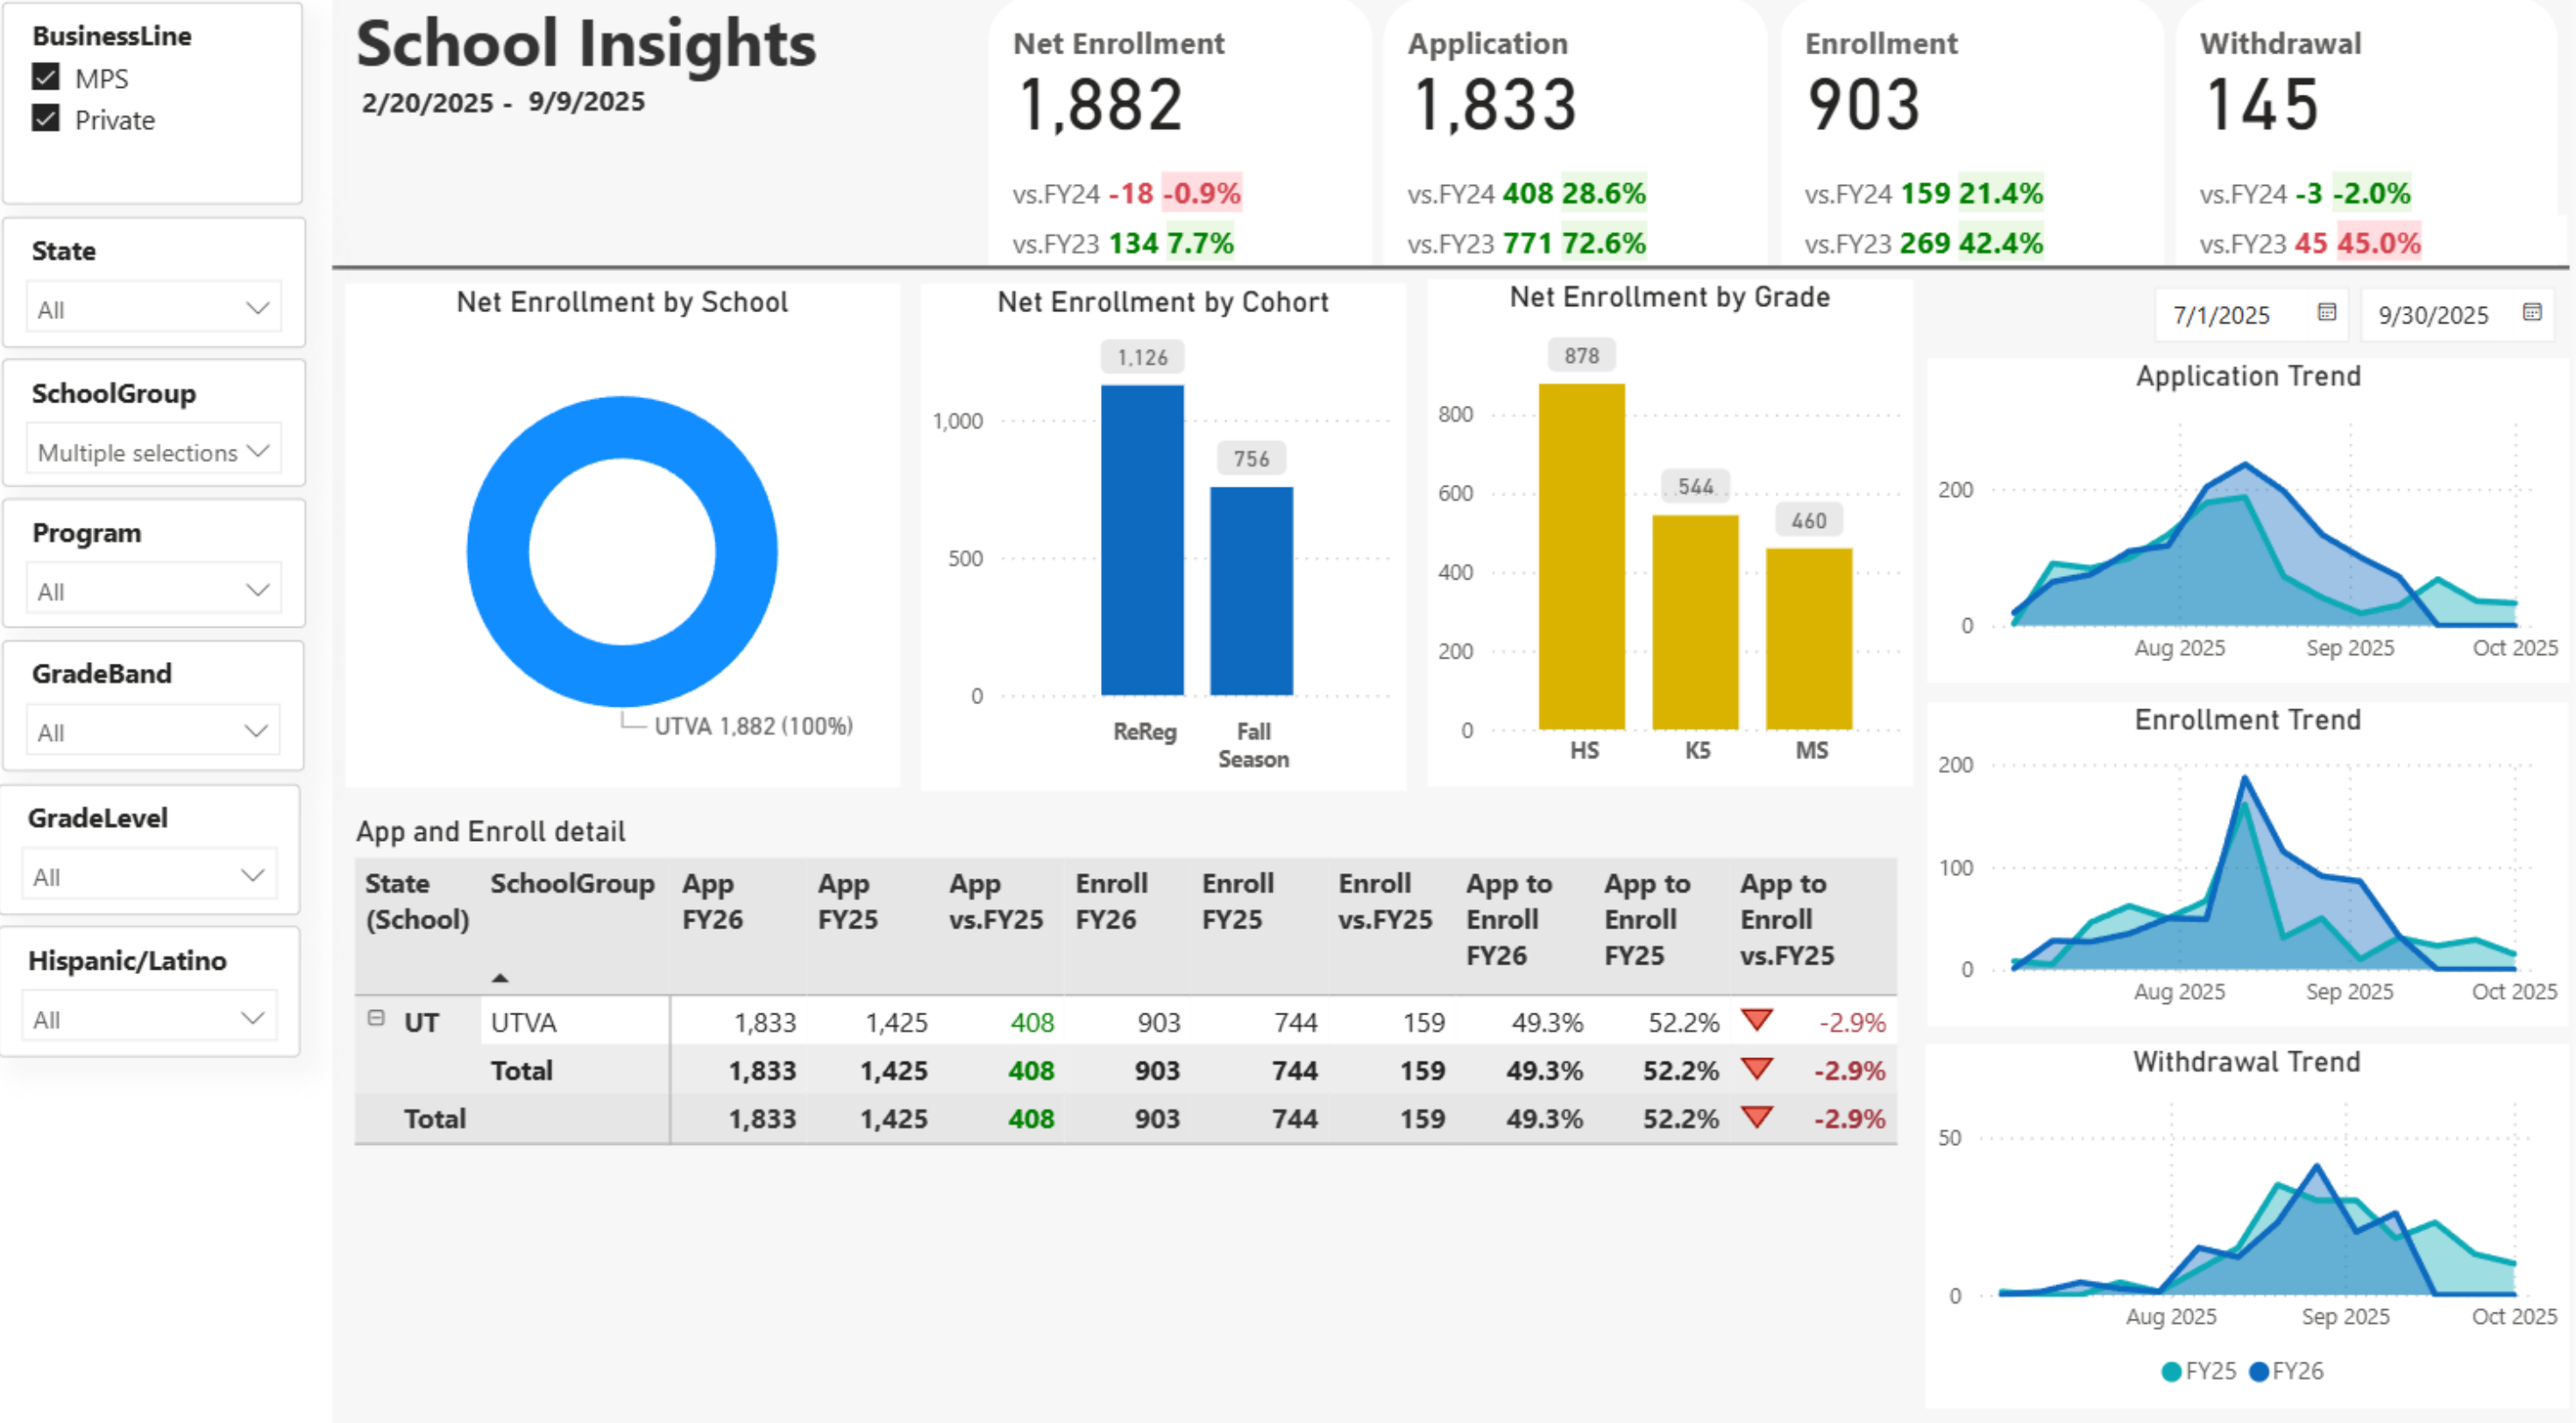 BusinessLine
MPS
Private
State
All
SchoolGroup
Multiple selections
Program
All
GradeBand
All
GradeLevel
All
Hispanic/Latino
All
School Insights
2/20/2025 - 9/9/2025
Net Enrollment
1,882
vs.FY24 -18 -0.9%
vs.FY23 134 7.7%
Application
1,833
vs.FY24 408 28.6%
vs.FY23 771 72.6%
Enrollment
903
vs.FY24 159 21.4%
vs.FY23 269 42.4%
Withdrawal
145
vs.FY24 -3 -2.0%
vs.FY23 45 45.0%
Net Enrollment by School
UTVA 1,882 (100%)
Net Enrollment by Cohort
1,126
756
1,000
500
0
ReReg
Fall
Season
Net Enrollment by Grade
878
544
460
800
600
400
200
0
HS K5 MS
7/1/2025 9/30/2025
Application Trend
200
0
Aug 2025 Sep 2025 Oct 2025
Enrollment Trend
200
100
0
Aug 2025 Sep 2025 Oct 2025
Withdrawal Trend
50
0
Aug 2025 Sep 2025 Oct 2025
FY25 FY26
App and Enroll detail
State SchoolGroup App App App Enroll Enroll Enroll App to App to App to
(School) FY26 FY25 vs.FY25 FY26 FY25 vs.FY25 Enroll Enroll Enroll
FY26 FY25 vs.FY25
UT UTVA 1,833 1,425 408 903 744 159 49.3% 52.2% -2.9%
Total 1,833 1,425 408 903 744 159 49.3% 52.2% -2.9%
Total 1,833 1,425 408 903 744 159 49.3% 52.2% -2.9%